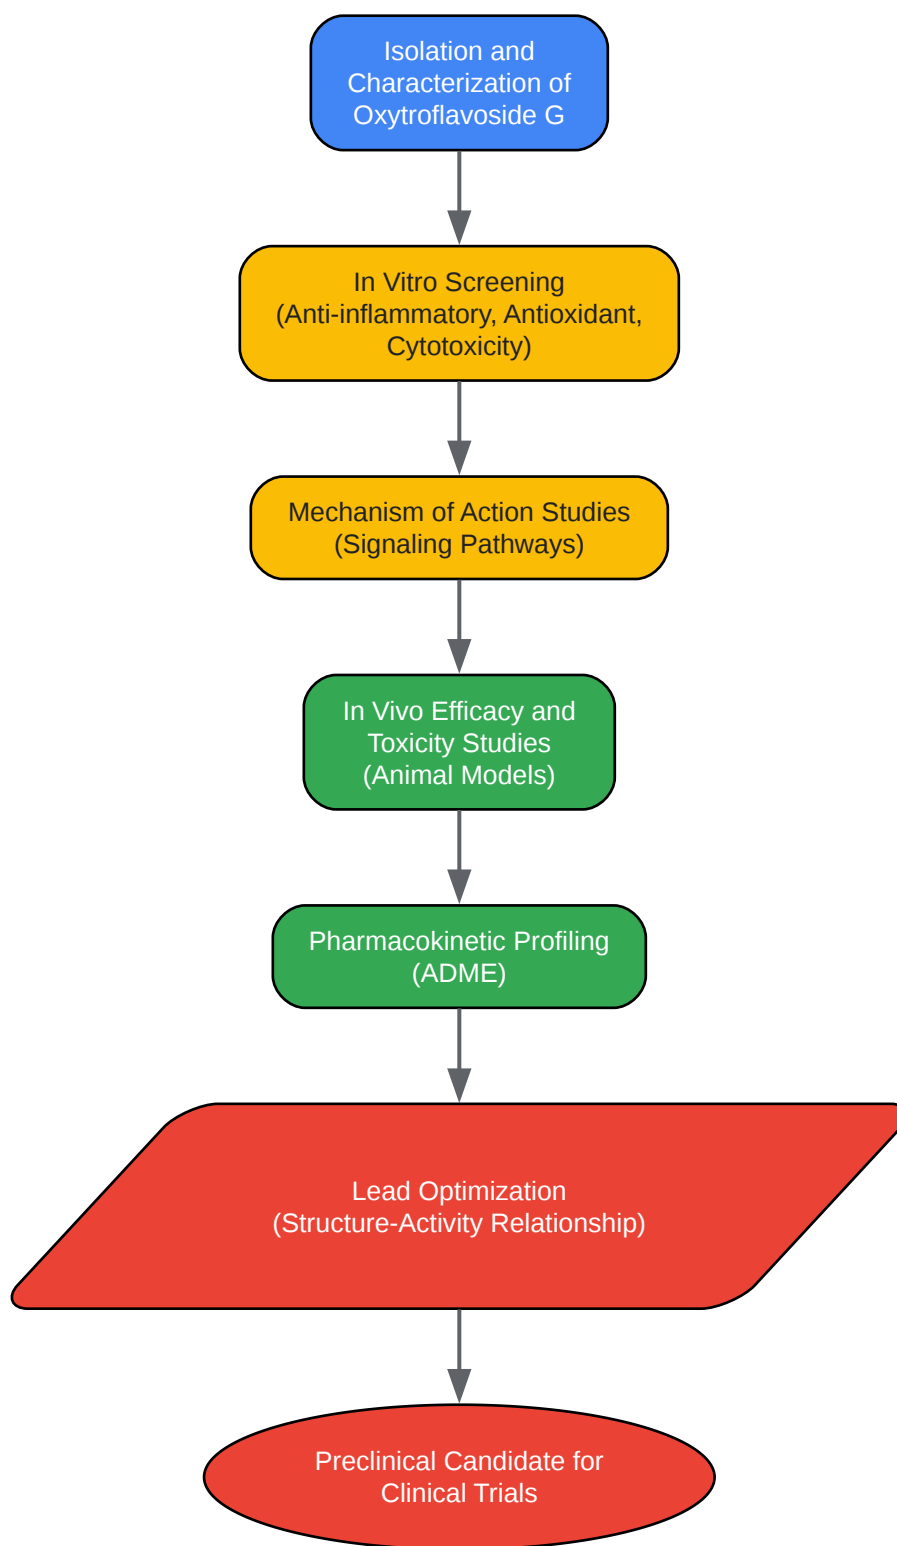 Isolation and
Characterization of
Oxytroflavoside G
In Vitro Screening
(Anti-inflammatory, Antioxidant,
Cytotoxicity)
Mechanism of Action Studies
(Signaling Pathways)
In Vivo Efficacy and
Toxicity Studies
(Animal Models)
Pharmacokinetic Profiling
(ADME)
Lead Optimization
(Structure-Activity Relationship)
Preclinical Candidate for
Clinical Trials